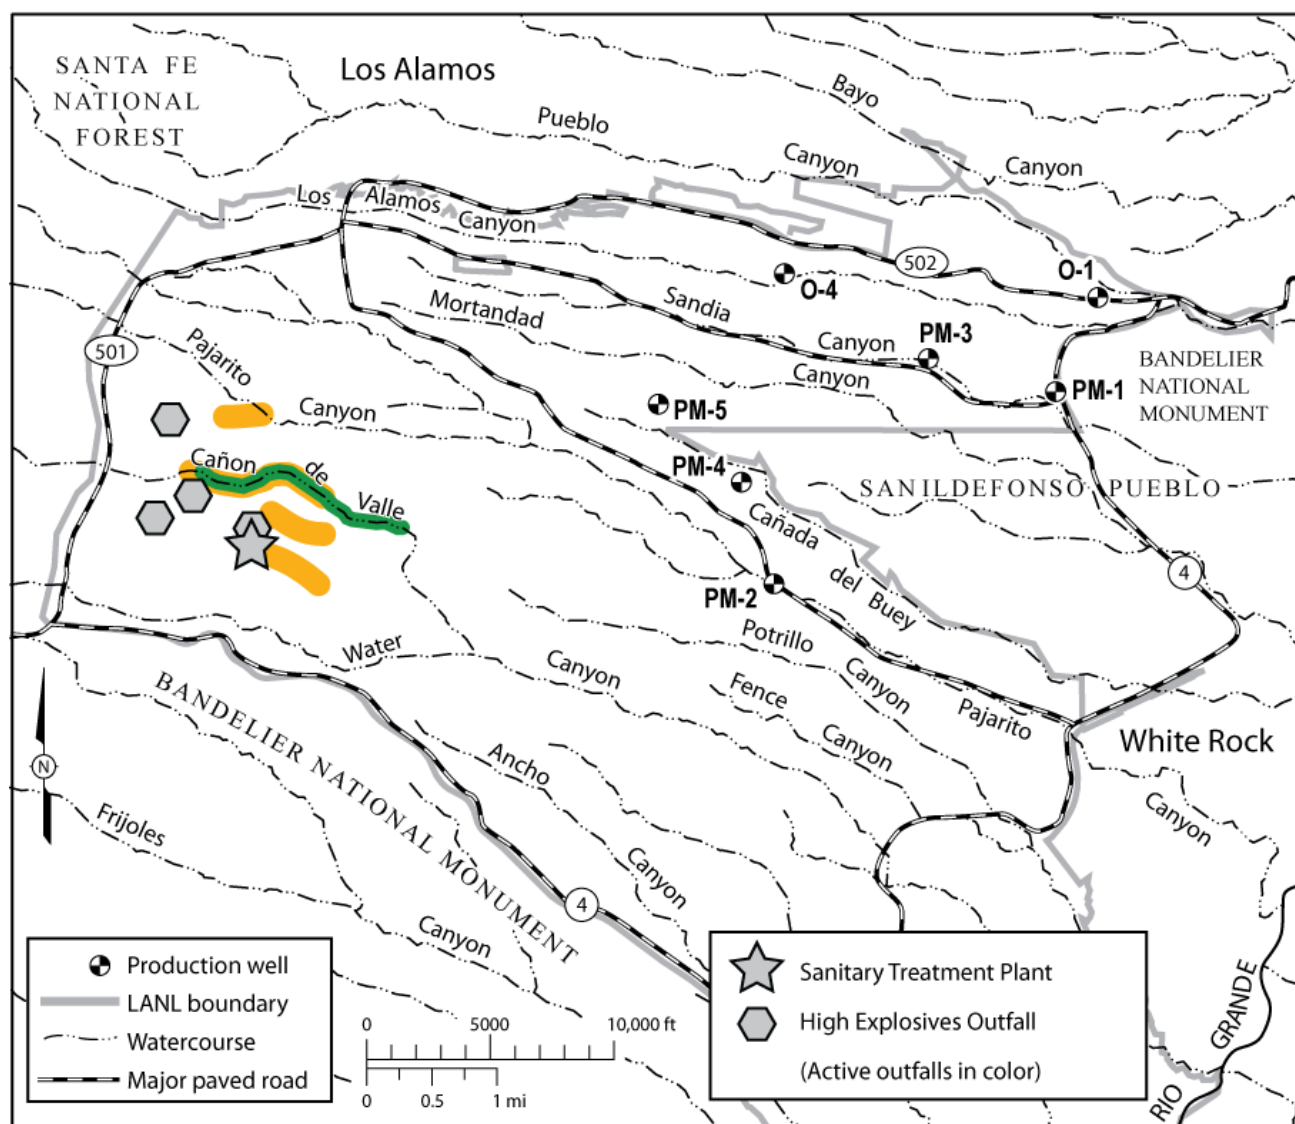 SANTA FE
NATIONAL
FOREST
Los Alamos
Bayo
Canyon
Pueblo
Canyon
Los Alamos Canyon
502
O-1
O-4
Sandia
Canyon
Mortandad
Canyon
PM-3
PM-1
BANDELIER
NATIONAL
MONUMENT
501
Pajarito
Canyon
PM-5
PM-4
SANILDEFONSO PUEBLO
Cañon de Valle
Cañada del Buey
4
PM-2
Potrillo
Canyon
Water
Canyon
Fence
Canyon
Pajarito
White Rock
Canyon
BANDELIER NATIONAL MONUMENT
N
Ancho
Canyon
Frijoles
Canyon
4
RIO GRANDE
Production well
LANL boundary
Watercourse
Major paved road
0 5000 10,000 ft
0 0.5 1 mi
Sanitary Treatment Plant
High Explosives Outfall
(Active outfalls in color)